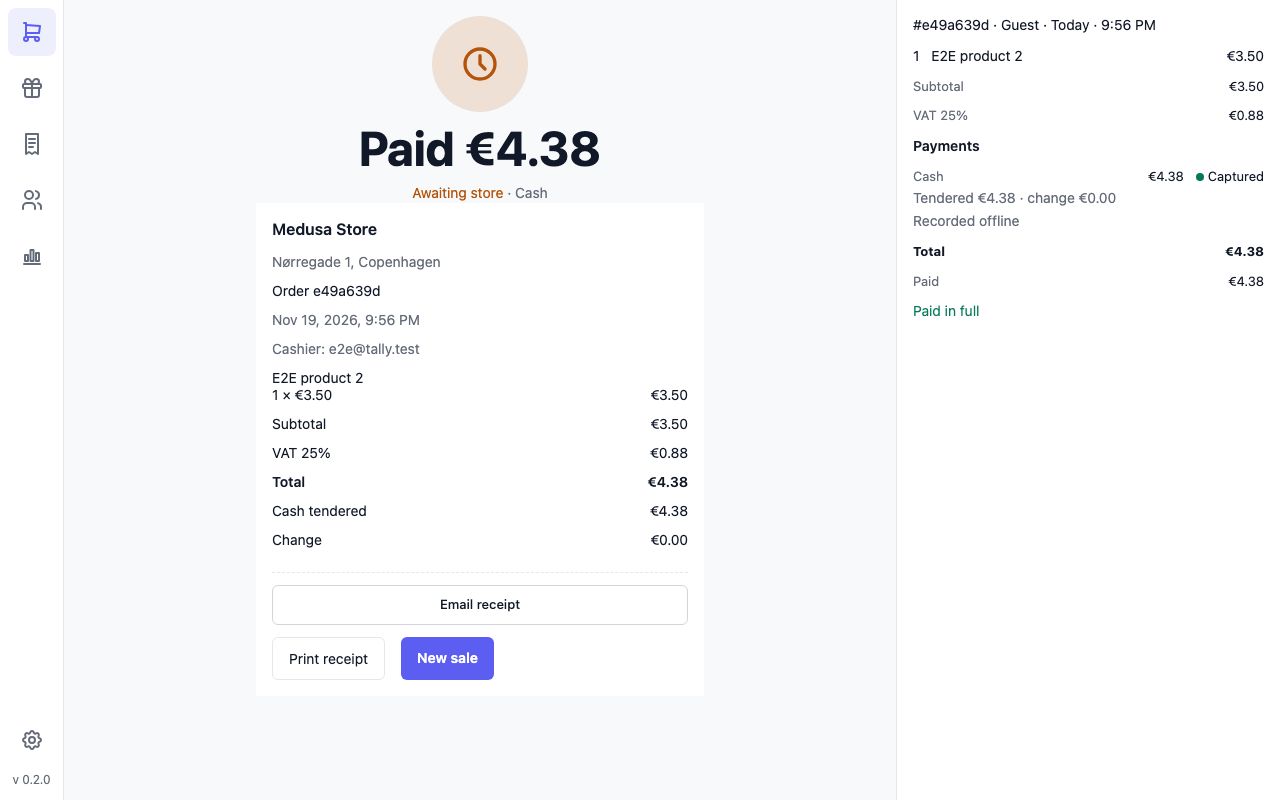 Paid €4.38
Awaiting store · Cash
Medusa Store
Nørregade 1, Copenhagen
Order e49a639d
Nov 19, 2026, 9:56 PM
Cashier: e2e@tally.test
E2E product 2
1 × €3.50 €3.50
Subtotal €3.50
VAT 25% €0.88
Total €4.38
Cash tendered €4.38
Change €0.00
Email receipt
Print receipt New sale
v 0.2.0
#e49a639d · Guest · Today · 9:56 PM
1 E2E product 2 €3.50
Subtotal €3.50
VAT 25% €0.88
Payments
Cash €4.38 Captured
Tendered €4.38 · change €0.00
Recorded offline
Total €4.38
Paid €4.38
Paid in full